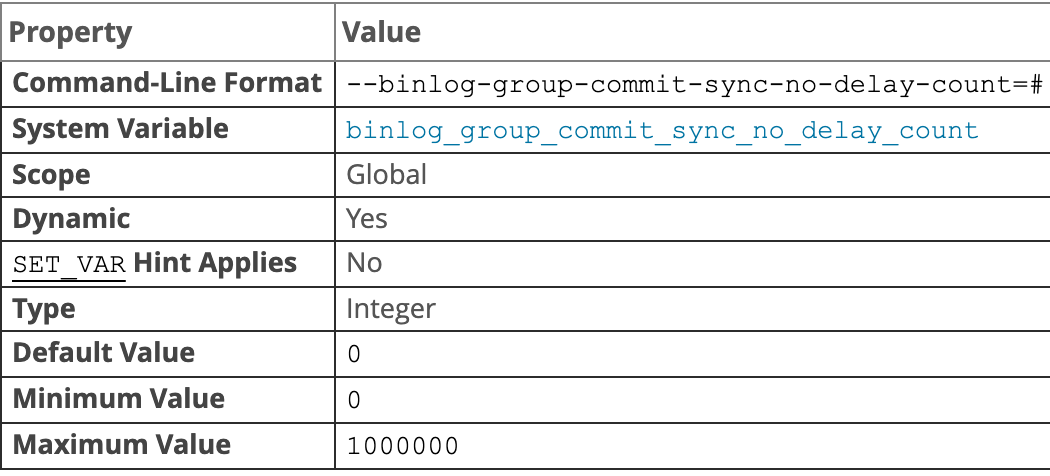 Property Value
Command-Line Format --binlog-group-commit-sync-no-delay-count=#
System Variable binlog_group_commit_sync_no_delay_count
Scope Global
Dynamic Yes
SET_VAR Hint Applies No
Type Integer
Default Value 0
Minimum Value 0
Maximum Value 1000000